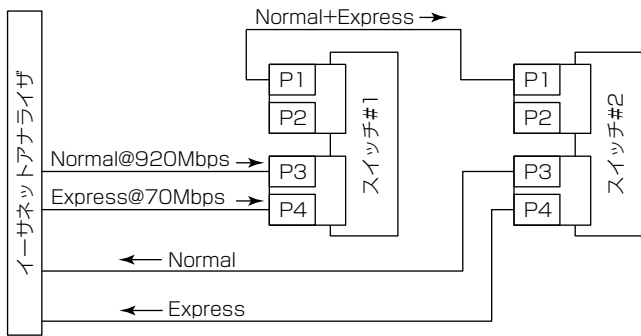 Normal+Express →
イーサネットアナライザ
P1
P2
P3
P4
スイッチ#1
P1
P2
P3
P4
スイッチ#2
Normal@920Mbps
Express@70Mbps
Normal
Express